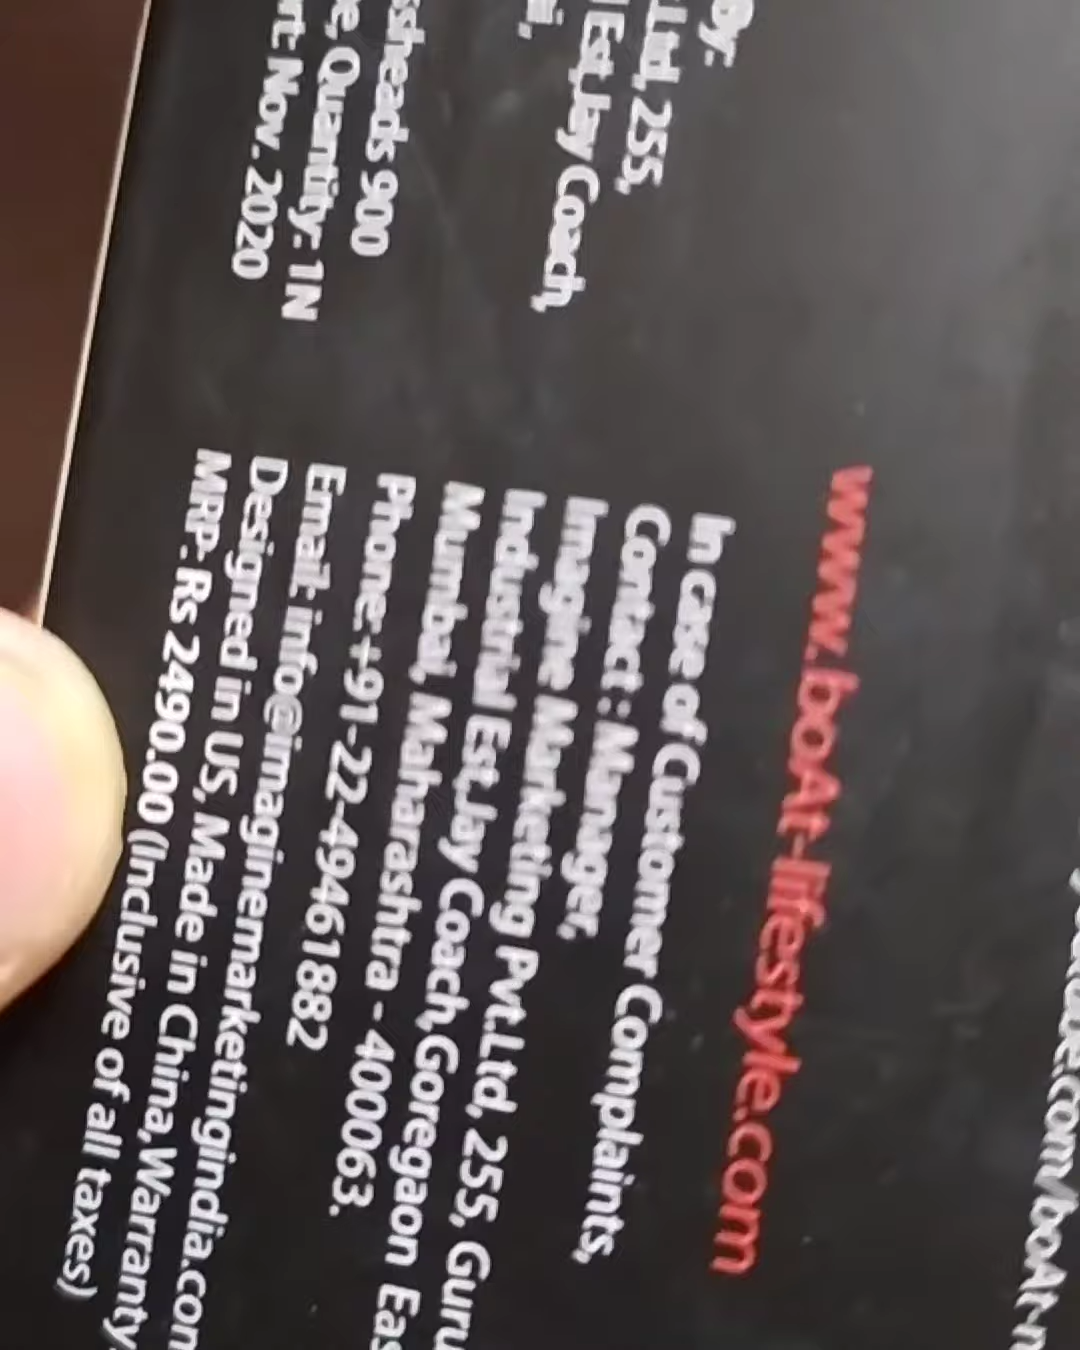 www.boAt-lifestyle.com
In case of Customer Complaints,
Contact : Manager,
Imagine Marketing Pvt.Ltd, 255, Guru
Industrial Est,Jay Coach,Goregaon Eas
Mumbai, Maharashtra - 400063.
Phone:+91-22-49461882
Email: info@imaginemarketingindia.com
Designed in US, Made in China,Warranty:
MRP: Rs 2490.00 (Inclusive of all taxes)
By:
Ltd, 255,
Est,Jay Coach,
ssheads 900
e, Quantity: 1N
rt: Nov. 2020
.com/boAt-n